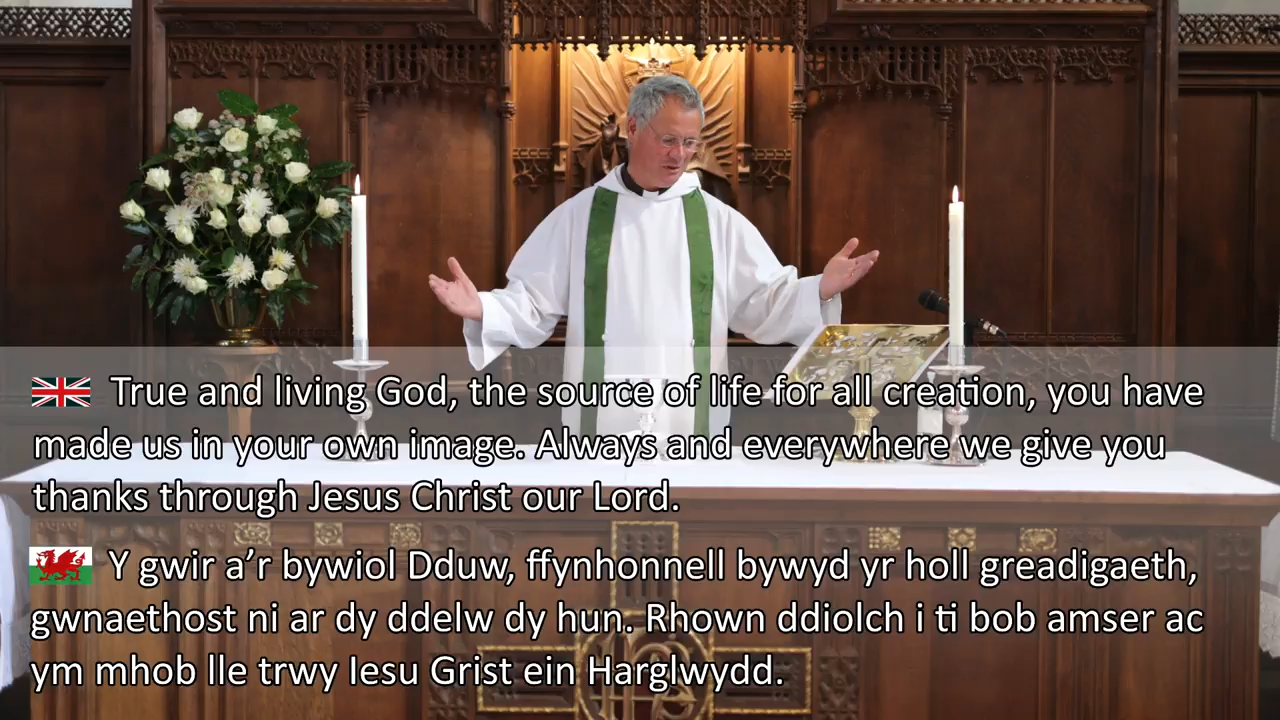 True and living God, the source of life for all creation, you have
made us in your own image. Always and everywhere we give you
thanks through Jesus Christ our Lord.
Y gwir a’r bywiol Dduw, ffynhonnell bywyd yr holl greadigaeth,
gwnaethost ni ar dy ddelw dy hun. Rhown ddiolch i ti bob amser ac
ym mhob lle trwy Iesu Grist ein Harglwydd.